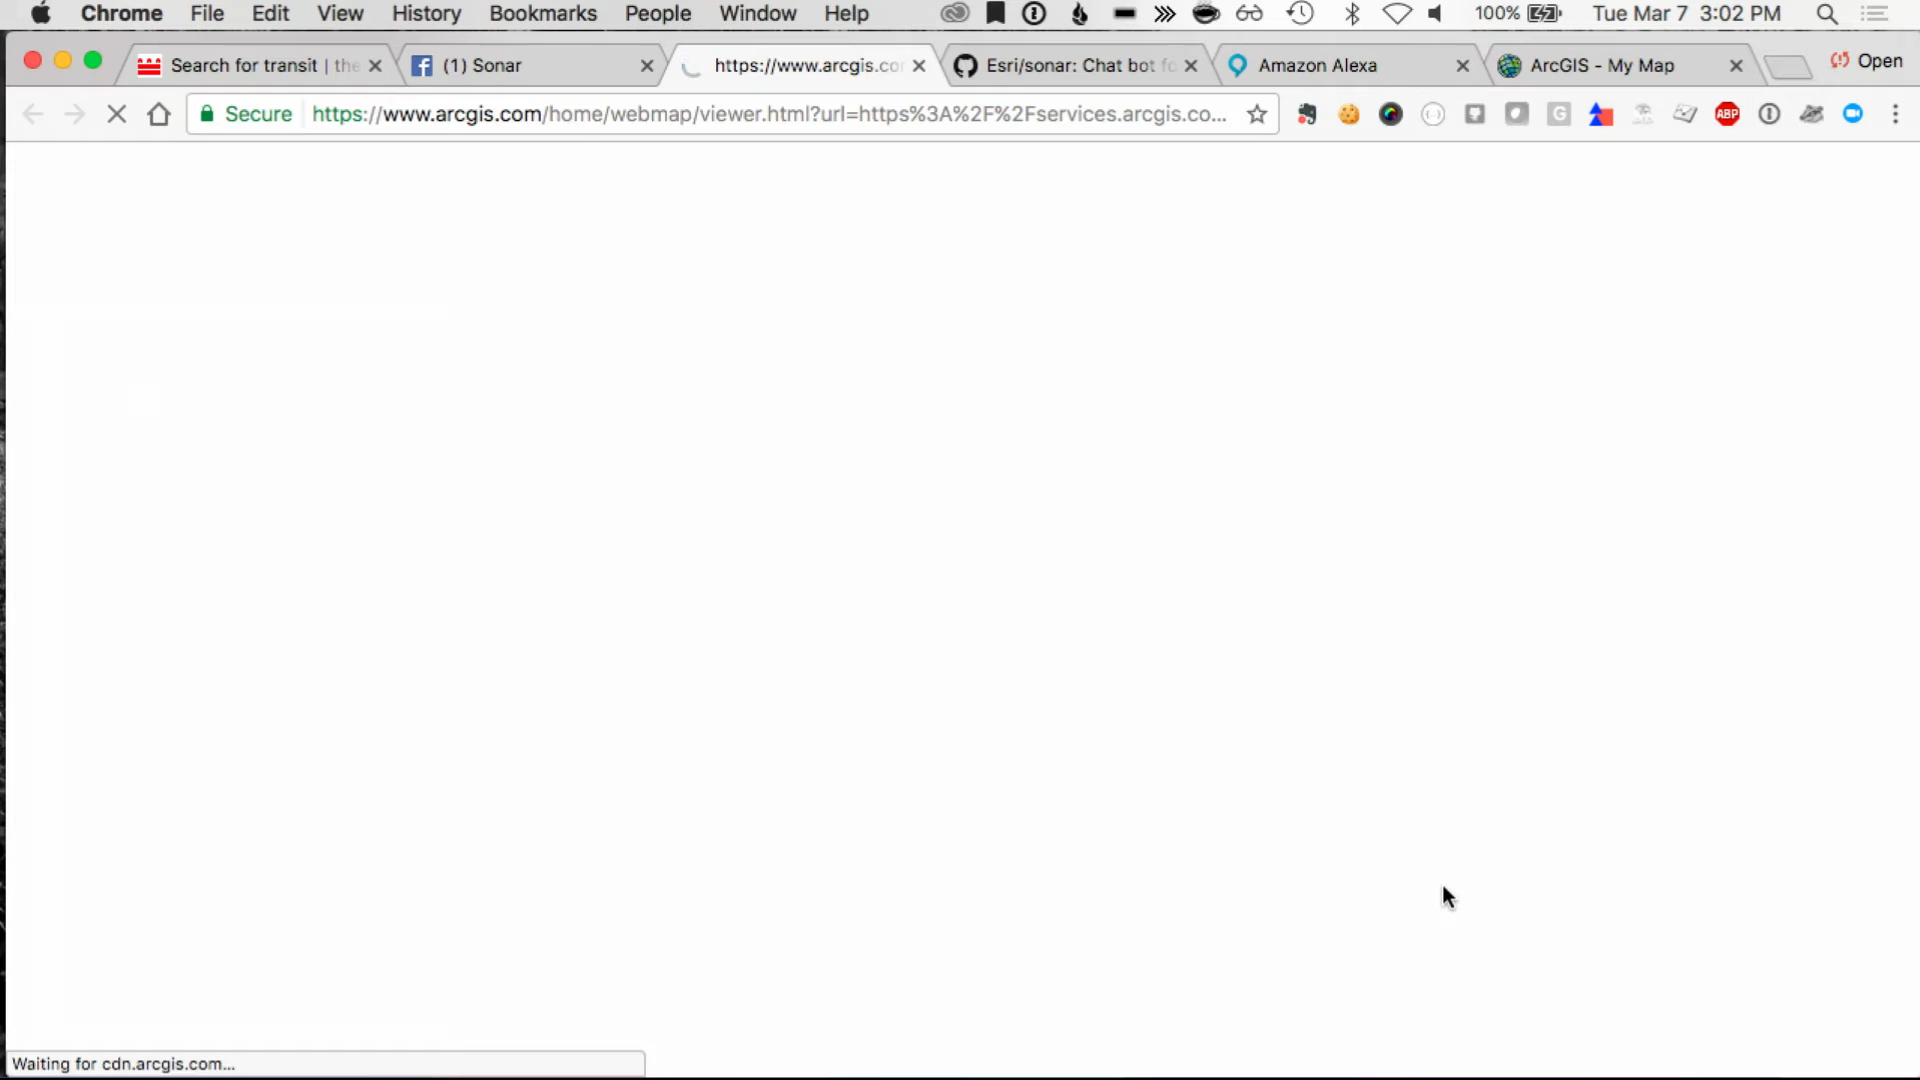 Chrome File Edit View History Bookmarks People Window Help 100% Tue Mar 7 3:02 PM
Search for transit | the (1) Sonar https://www.arcgis.co Esri/sonar: Chat bot fo Amazon Alexa ArcGIS - My Map Open
Secure https://www.arcgis.com/home/webmap/viewer.html?url=https%3A%2F%2Fservices.arcgis.co... G ABP
Waiting for cdn.arcgis.com...